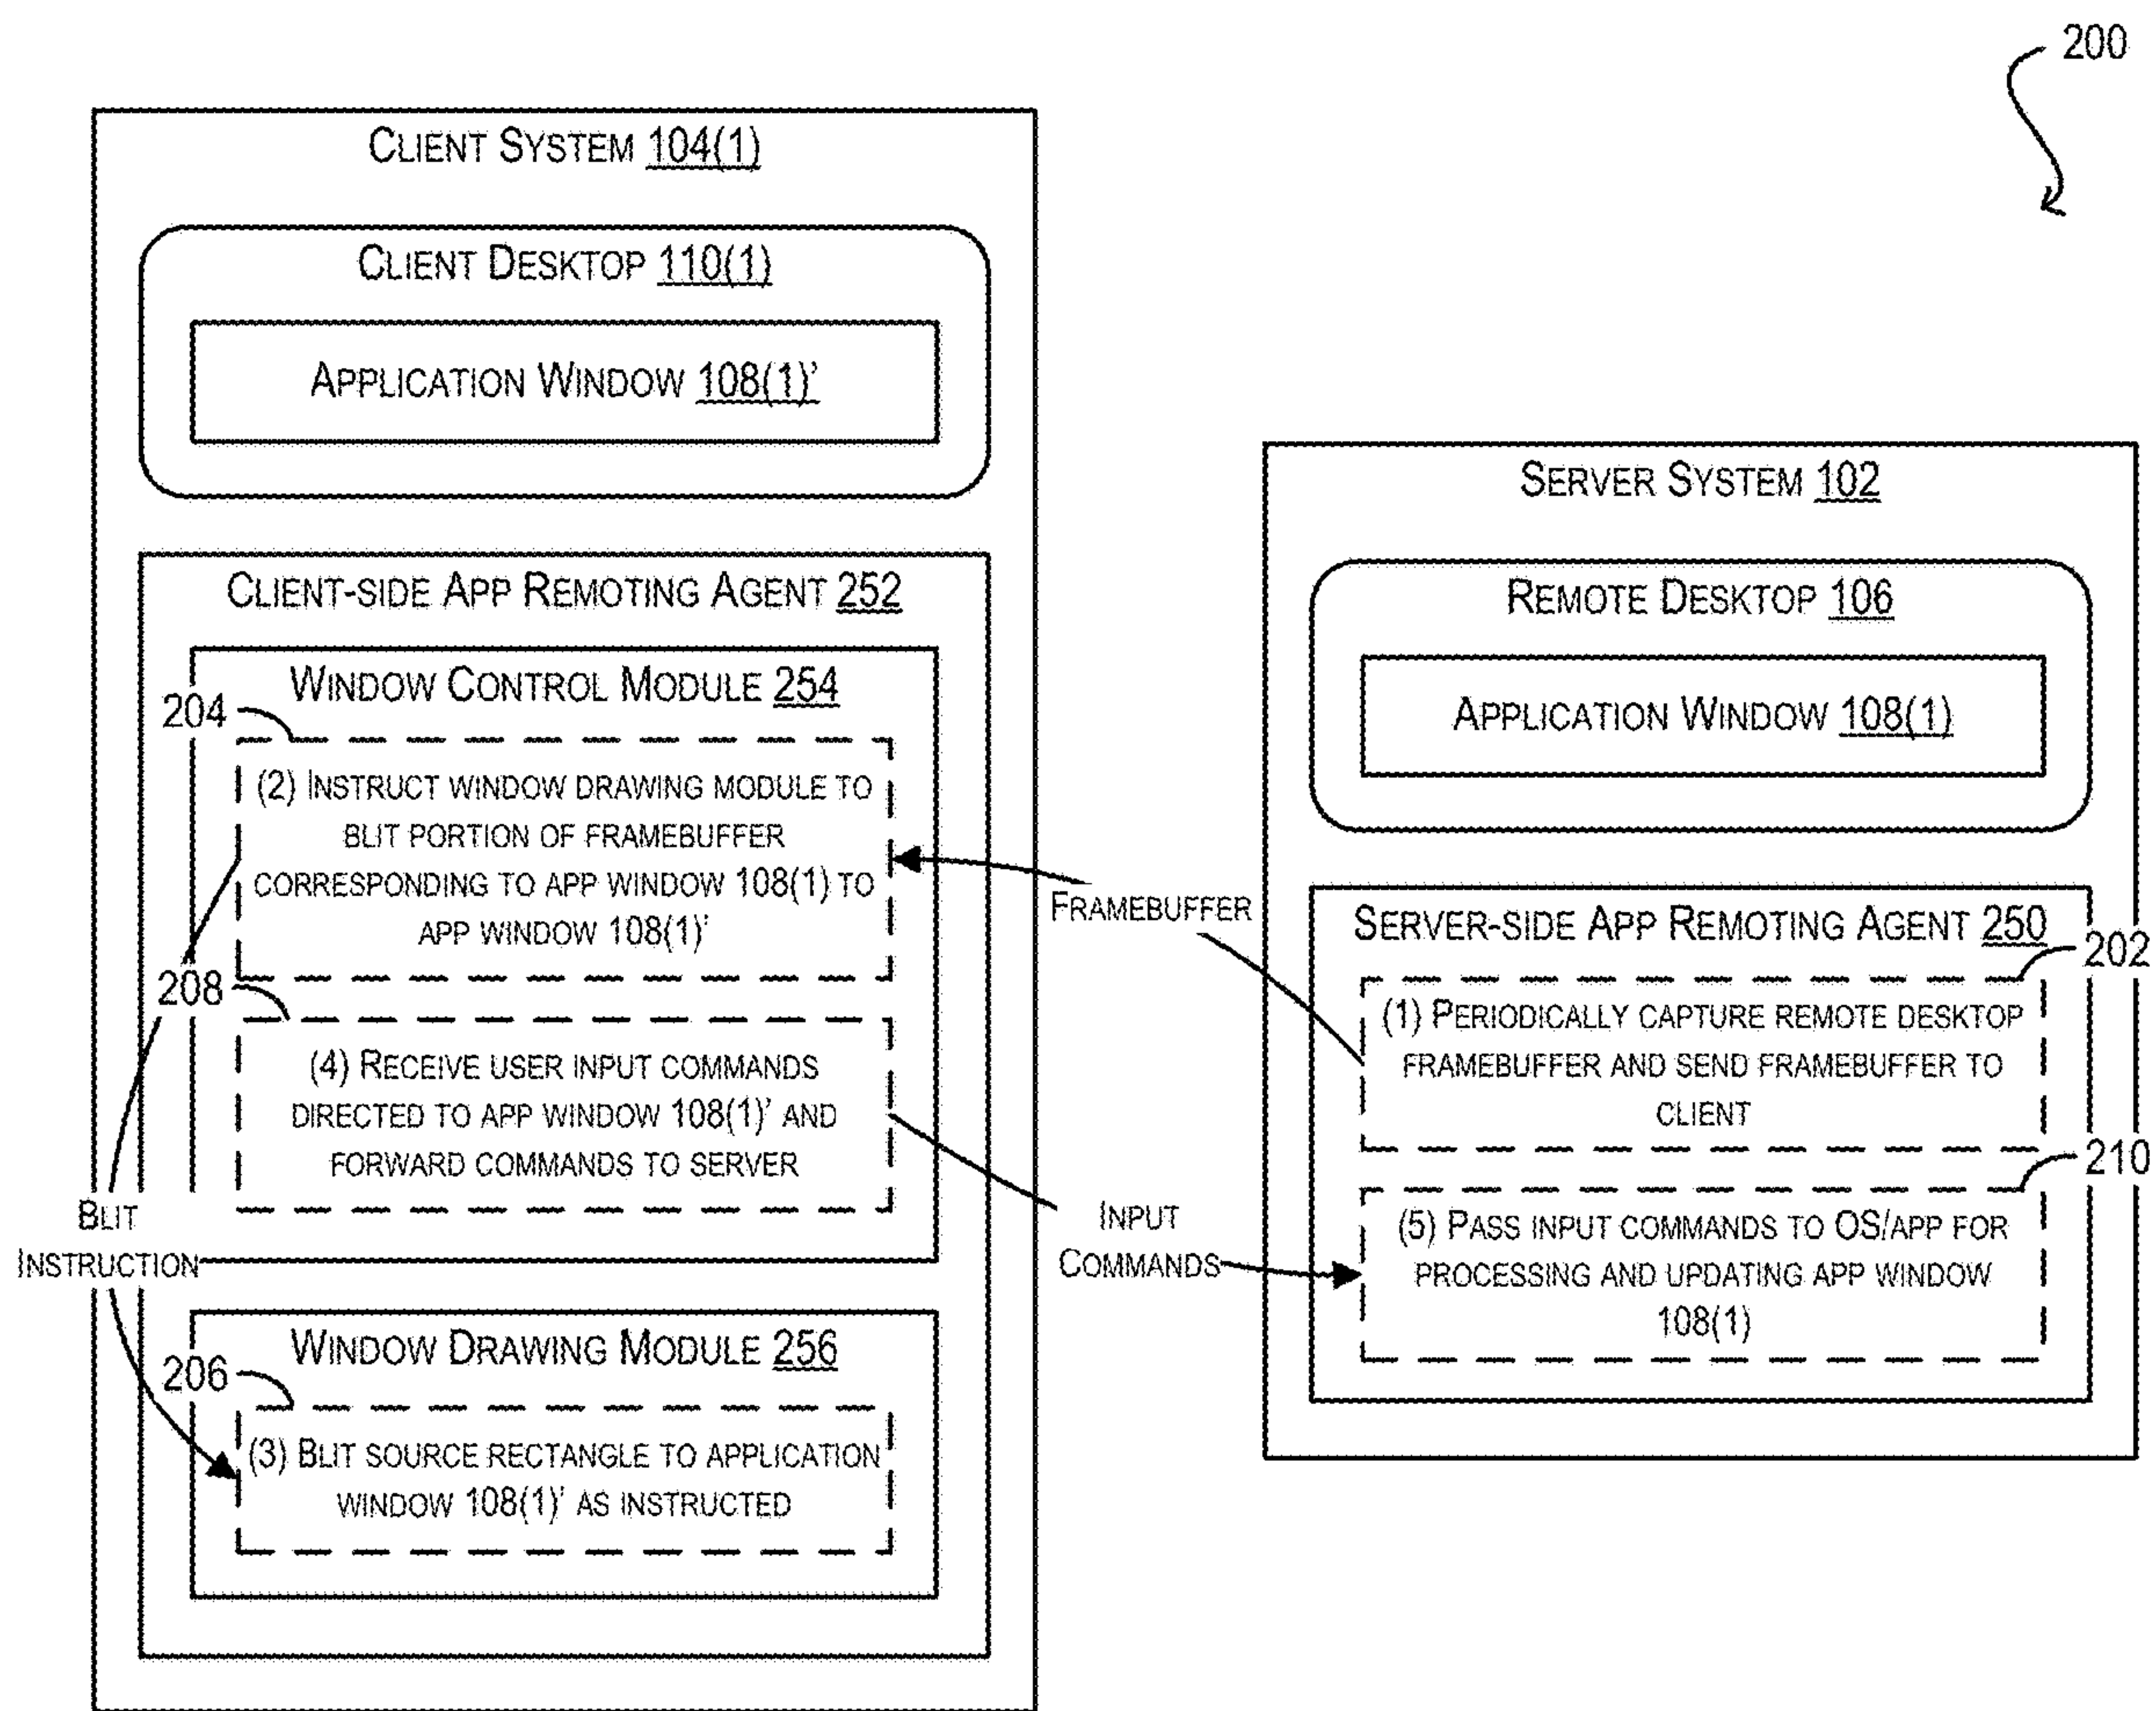 200
CLIENT SYSTEM 104(1)
CLIENT DESKTOP 110(1)
APPLICATION WINDOW 108(1)'
CLIENT-SIDE APP REMOTING AGENT 252
WINDOW CONTROL MODULE 254
204
(2) INSTRUCT WINDOW DRAWING MODULE TO
BLIT PORTION OF FRAMEBUFFER
CORRESPONDING TO APP WINDOW 108(1) TO
APP WINDOW 108(1)'
208
(4) RECEIVE USER INPUT COMMANDS
DIRECTED TO APP WINDOW 108(1)' AND
FORWARD COMMANDS TO SERVER
BLIT
INSTRUCTION
WINDOW DRAWING MODULE 256
206
(3) BLIT SOURCE RECTANGLE TO APPLICATION
WINDOW 108(1)' AS INSTRUCTED
FRAMEBUFFER
INPUT
COMMANDS
SERVER SYSTEM 102
REMOTE DESKTOP 106
APPLICATION WINDOW 108(1)
SERVER-SIDE APP REMOTING AGENT 250
202
(1) PERIODICALLY CAPTURE REMOTE DESKTOP
FRAMEBUFFER AND SEND FRAMEBUFFER TO
CLIENT
210
(5) PASS INPUT COMMANDS TO OS/APP FOR
PROCESSING AND UPDATING APP WINDOW
108(1)